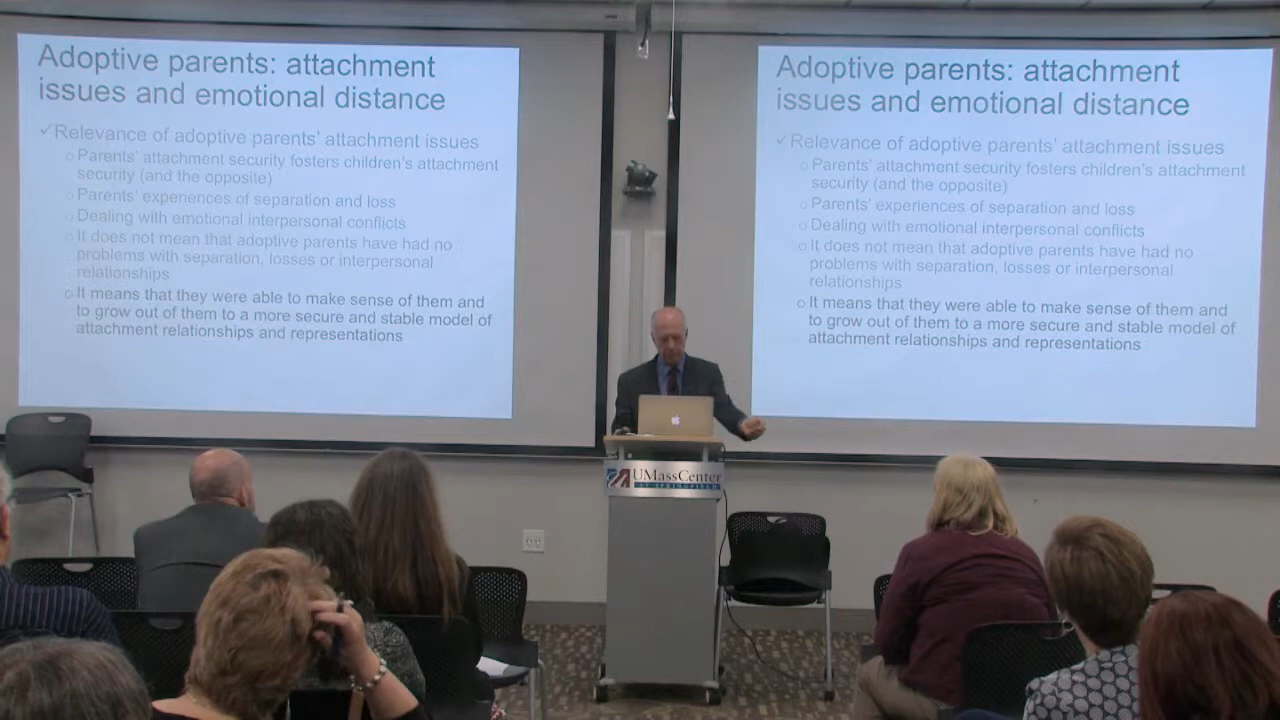 Adoptive parents: attachment
issues and emotional distance
✓Relevance of adoptive parents' attachment issues
○Parents' attachment security fosters children's attachment
security (and the opposite)
○Parents' experiences of separation and loss
○Dealing with emotional interpersonal conflicts
○It does not mean that adoptive parents have had no
problems with separation, losses or interpersonal
relationships
○It means that they were able to make sense of them and
to grow out of them to a more secure and stable model of
attachment relationships and representations
Adoptive parents: attachment
issues and emotional distance
✓Relevance of adoptive parents' attachment issues
○Parents' attachment security fosters children's attachment
security (and the opposite)
○Parents' experiences of separation and loss
○Dealing with emotional interpersonal conflicts
○It does not mean that adoptive parents have had no
problems with separation, losses or interpersonal
relationships
○It means that they were able to make sense of them and
to grow out of them to a more secure and stable model of
attachment relationships and representations
UMassCenter
AT SPRINGFIELD